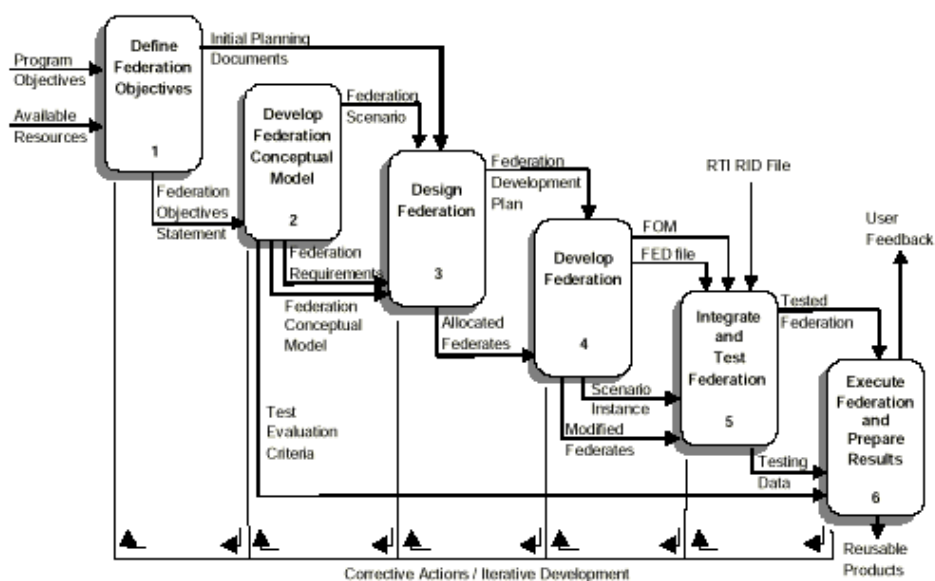 Define
Federation
Objectives
1
Program
Objectives
Available
Resources
Initial Planning
Documents
Federation
Objectives
Statement
Develop
Federation
Conceptual
Model
2
Federation
Scenario
Federation
Requirements
Federation
Conceptual
Model
Test
Evaluation
Criteria
Design
Federation
3
Federation
Development
Plan
Allocated
Federates
Develop
Federation
4
FOM
FED file
RTI RID File
Scenario
Instance
Modified
Federates
Integrate
and
Test
Federation
5
Tested
Federation
Testing
Data
User
Feedback
Execute
Federation
and
Prepare
Results
6
Reusable
Products
Corrective Actions / Iterative Development